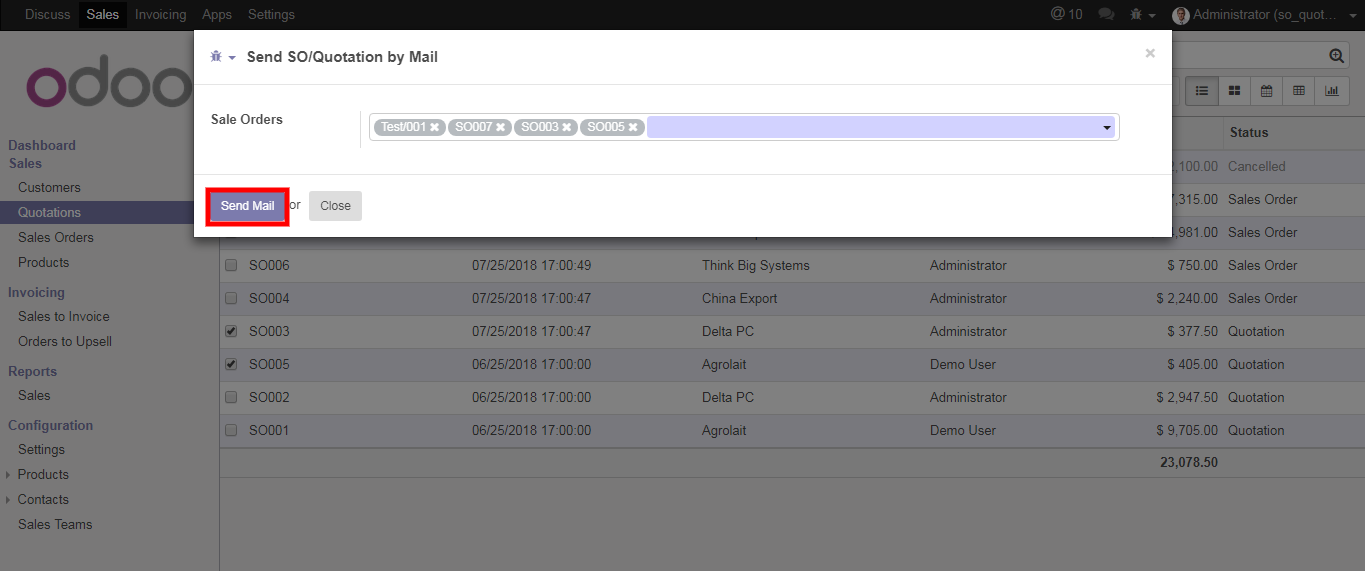 Discuss Sales Invoicing Apps Settings @ 10 Administrator (so_quot...
odoo
Send SO/Quotation by Mail ×
Sale Orders Test/001 ✖ SO007 ✖ SO003 ✖ SO005 ✖
Send Mail or Close
Dashboard
Sales
Customers
Quotations
Sales Orders
Products
Invoicing
Sales to Invoice
Orders to Upsell
Reports
Sales
Configuration
Settings
Products
Contacts
Sales Teams
Status
2,100.00 Cancelled
7,315.00 Sales Order
,981.00 Sales Order
SO006 07/25/2018 17:00:49 Think Big Systems Administrator $ 750.00 Sales Order
SO004 07/25/2018 17:00:47 China Export Administrator $ 2,240.00 Sales Order
SO003 07/25/2018 17:00:47 Delta PC Administrator $ 377.50 Quotation
SO005 06/25/2018 17:00:00 Agrolait Demo User $ 405.00 Quotation
SO002 06/25/2018 17:00:00 Delta PC Administrator $ 2,947.50 Quotation
SO001 06/25/2018 17:00:00 Agrolait Demo User $ 9,705.00 Quotation
23,078.50